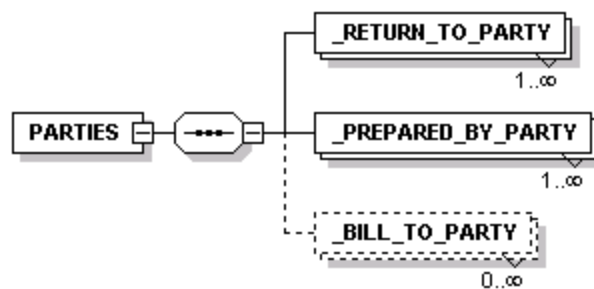 _RETURN_TO_PARTY
1..∞
PARTIES
_PREPARED_BY_PARTY
1..∞
_BILL_TO_PARTY
0..∞